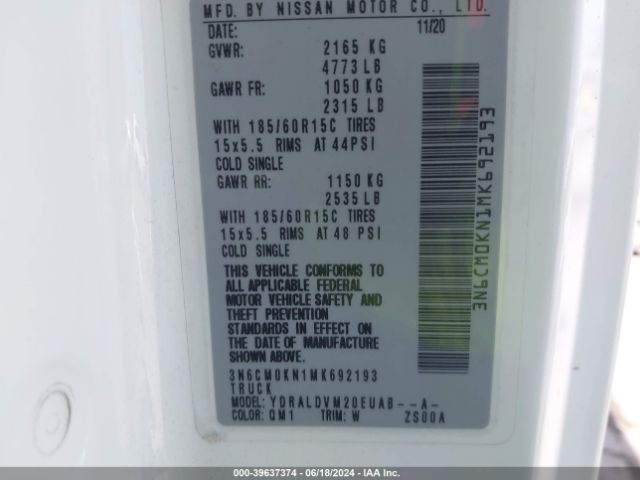 MFD. BY NISSAN MOTOR CO., LTD.
DATE: 11/20
GVWR: 2165 KG
4773 LB
GAWR FR: 1050 KG
2315 LB
WITH 185/60R15C TIRES
15x5.5 RIMS AT 44PSI
COLD SINGLE
GAWR RR: 1150 KG
2535 LB
WITH 185/60R15C TIRES
15x5.5 RIMS AT 48 PSI
COLD SINGLE
THIS VEHICLE CONFORMS TO
ALL APPLICABLE FEDERAL
MOTOR VEHICLE SAFETY AND
THEFT PREVENTION
STANDARDS IN EFFECT ON
THE DATE OF MANUFACTURE
SHOWN ABOVE.
3N6CM0KN1MK692193
TRUCK
MODEL: YDRALDVM20EUAB--A-
COLOR: QM1 TRIM: W ZS00A
3N6CM0KN1MK692193
000-39637374 / 06/18/2024 / IAA Inc.